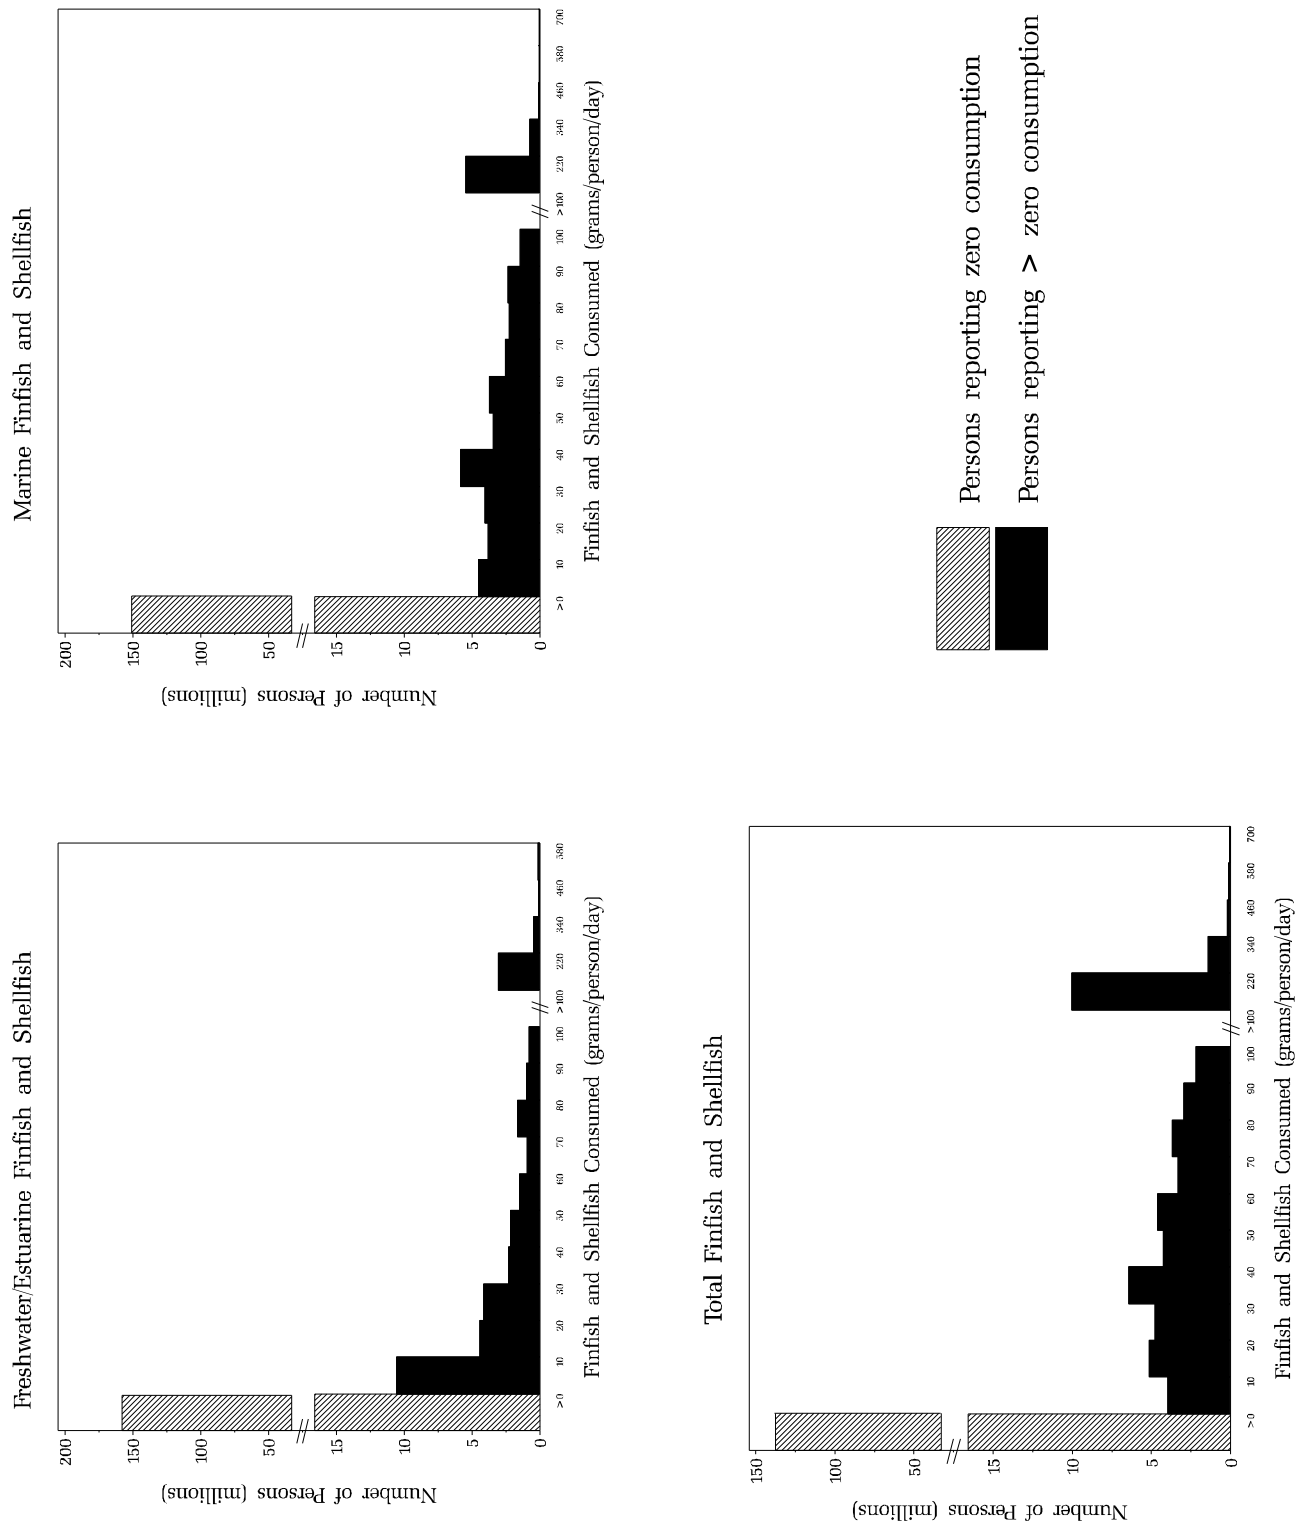 Freshwater/Estuarine Finfish and Shellfish
Number of Persons (millions)
200
150
100
50
15
10
5
0
>0 10 20 30 40 50 60 70 80 90 100 >100 220 340 460 580
Finfish and Shellfish Consumed (grams/person/day)
Marine Finfish and Shellfish
Number of Persons (millions)
200
150
100
50
15
10
5
0
>0 10 20 30 40 50 60 70 80 90 100 >100 220 340 460 580 700
Finfish and Shellfish Consumed (grams/person/day)
Total Finfish and Shellfish
Number of Persons (millions)
150
100
50
15
10
5
0
>0 10 20 30 40 50 60 70 80 90 100 >100 220 340 460 580 700
Finfish and Shellfish Consumed (grams/person/day)
Persons reporting zero consumption
Persons reporting > zero consumption